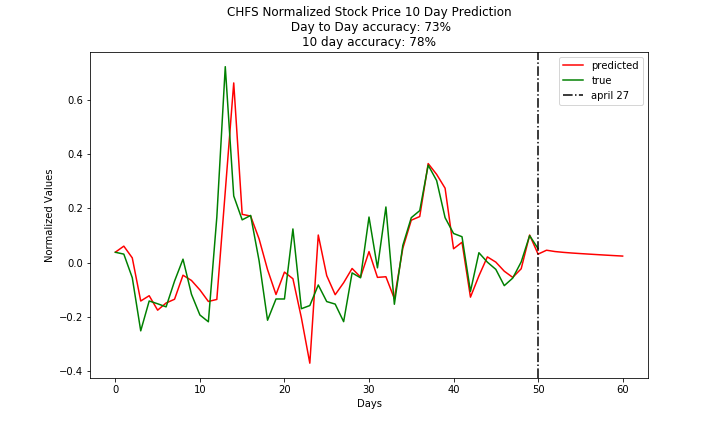 CHFS Normalized Stock Price 10 Day Prediction
Day to Day accuracy: 73%
10 day accuracy: 78%
predicted
true
april 27
Normalized Values
0.6
0.4
0.2
0.0
−0.2
−0.4
0 10 20 30 40 50 60
Days